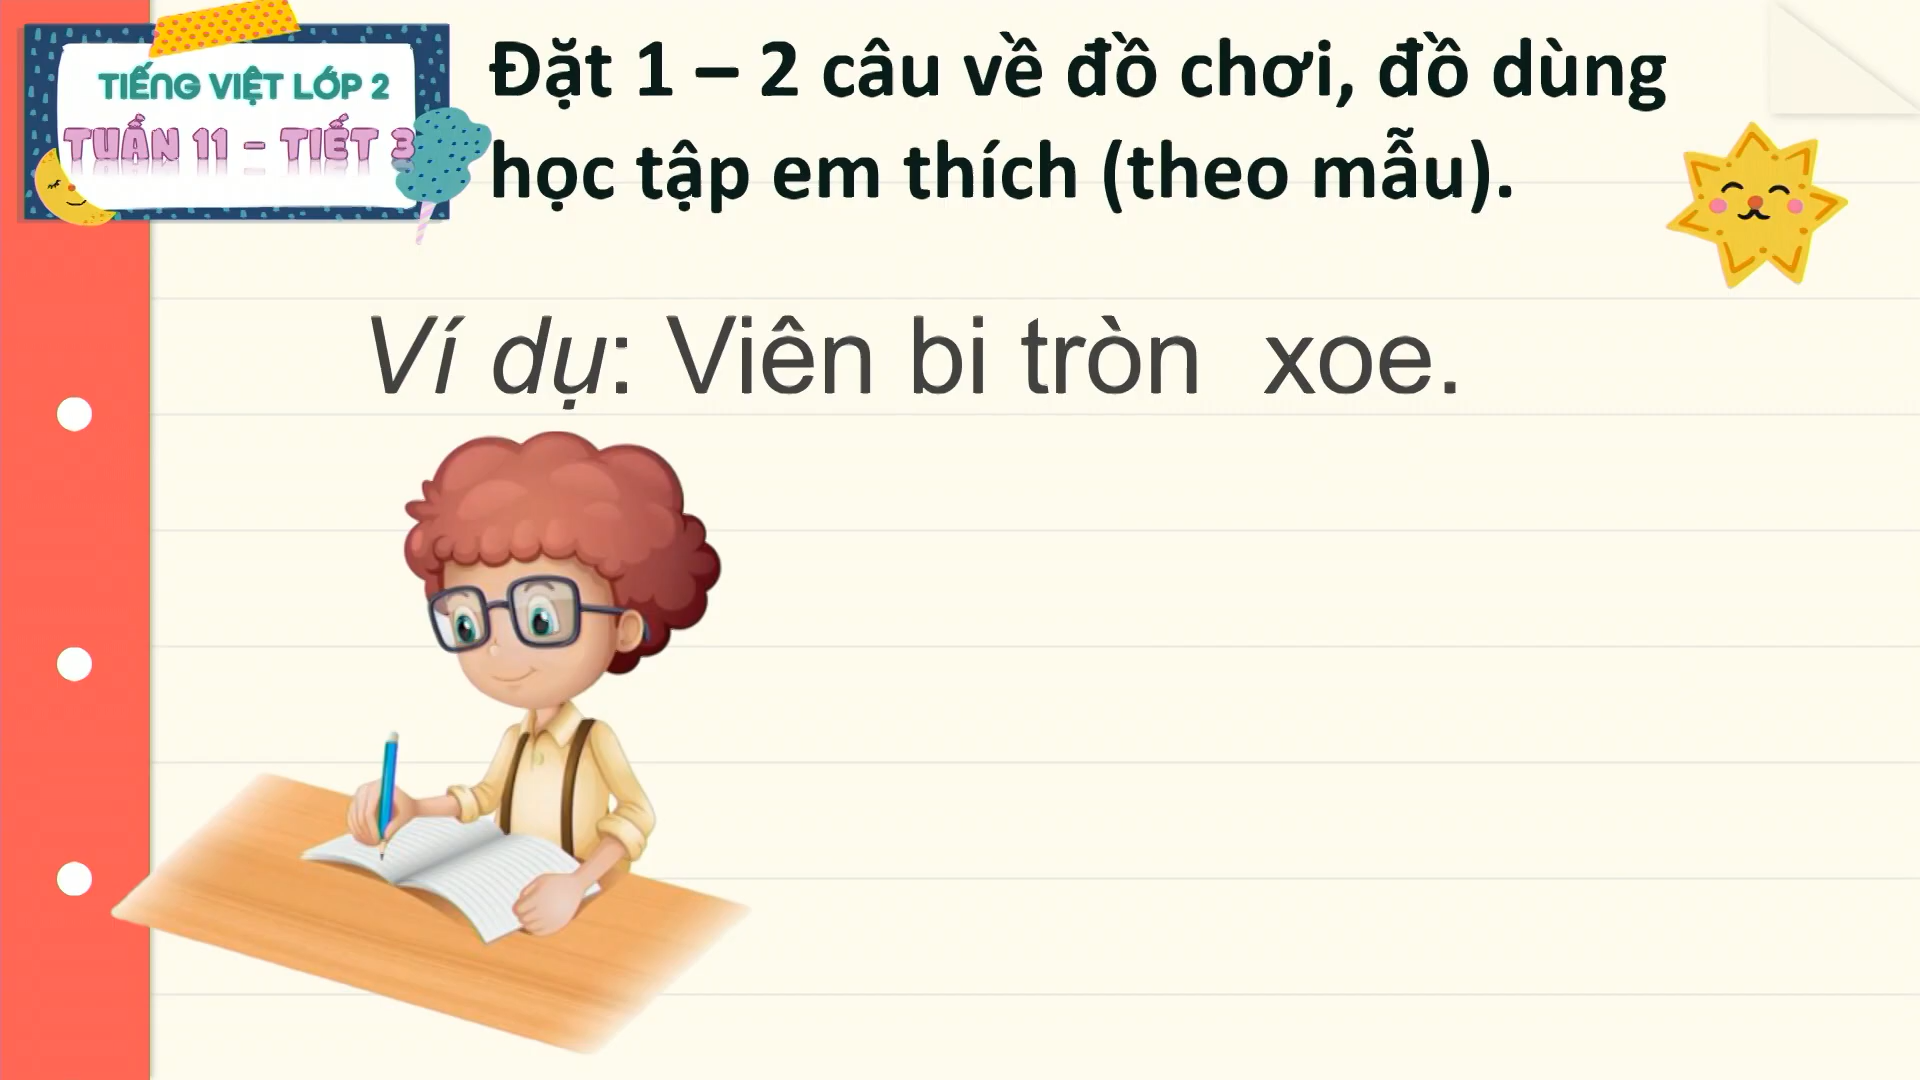 TIẾNG VIỆT LỚP 2
TUẦN 11 - TIẾT 3
Đặt 1 – 2 câu về đồ chơi, đồ dùng
học tập em thích (theo mẫu).
Ví dụ: Viên bi tròn xoe.